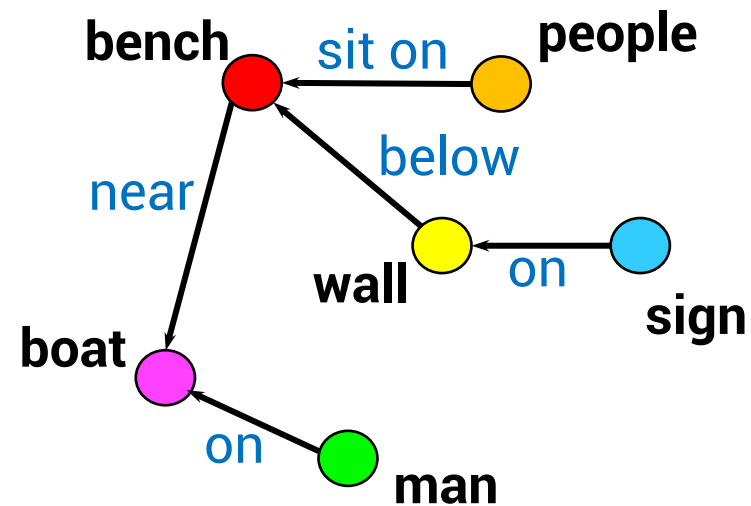 people
bench
sit on
below
near
wall
on
sign
boat
on
man